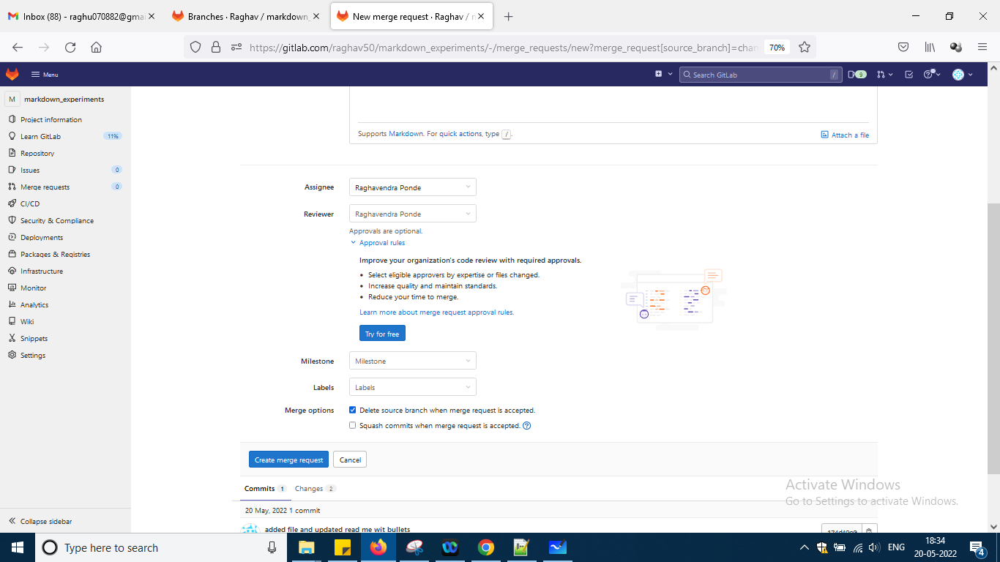 Inbox (88) - raghu070882@gmai
Branches · Raghav / markdown_
New merge request · Raghav / m
https://gitlab.com/raghav50/markdown_experiments/-/merge_requests/new?merge_request[source_branch]=chan
70%
Menu
Search GitLab
/
9
M markdown_experiments
Project information
Learn GitLab 11%
Repository
Issues 0
Merge requests 0
CI/CD
Security & Compliance
Deployments
Packages & Registries
Infrastructure
Monitor
Analytics
Wiki
Snippets
Settings
Collapse sidebar
Supports Markdown. For quick actions, type /.
Attach a file
Assignee Raghavendra Ponde
Reviewer Raghavendra Ponde
Approvals are optional.
Approval rules
Improve your organization's code review with required approvals.
• Select eligible approvers by expertise or files changed.
• Increase quality and maintain standards.
• Reduce your time to merge.
Learn more about merge request approval rules.
Try for free
Milestone Milestone
Labels Labels
Merge options Delete source branch when merge request is accepted.
Squash commits when merge request is accepted. ?
Create merge request Cancel
Commits 1 Changes 2
20 May, 2022 1 commit
added file and updated read me wit bullets
Activate Windows
Go to Settings to activate Windows.
Type here to search
ENG
18:34
20-05-2022
4